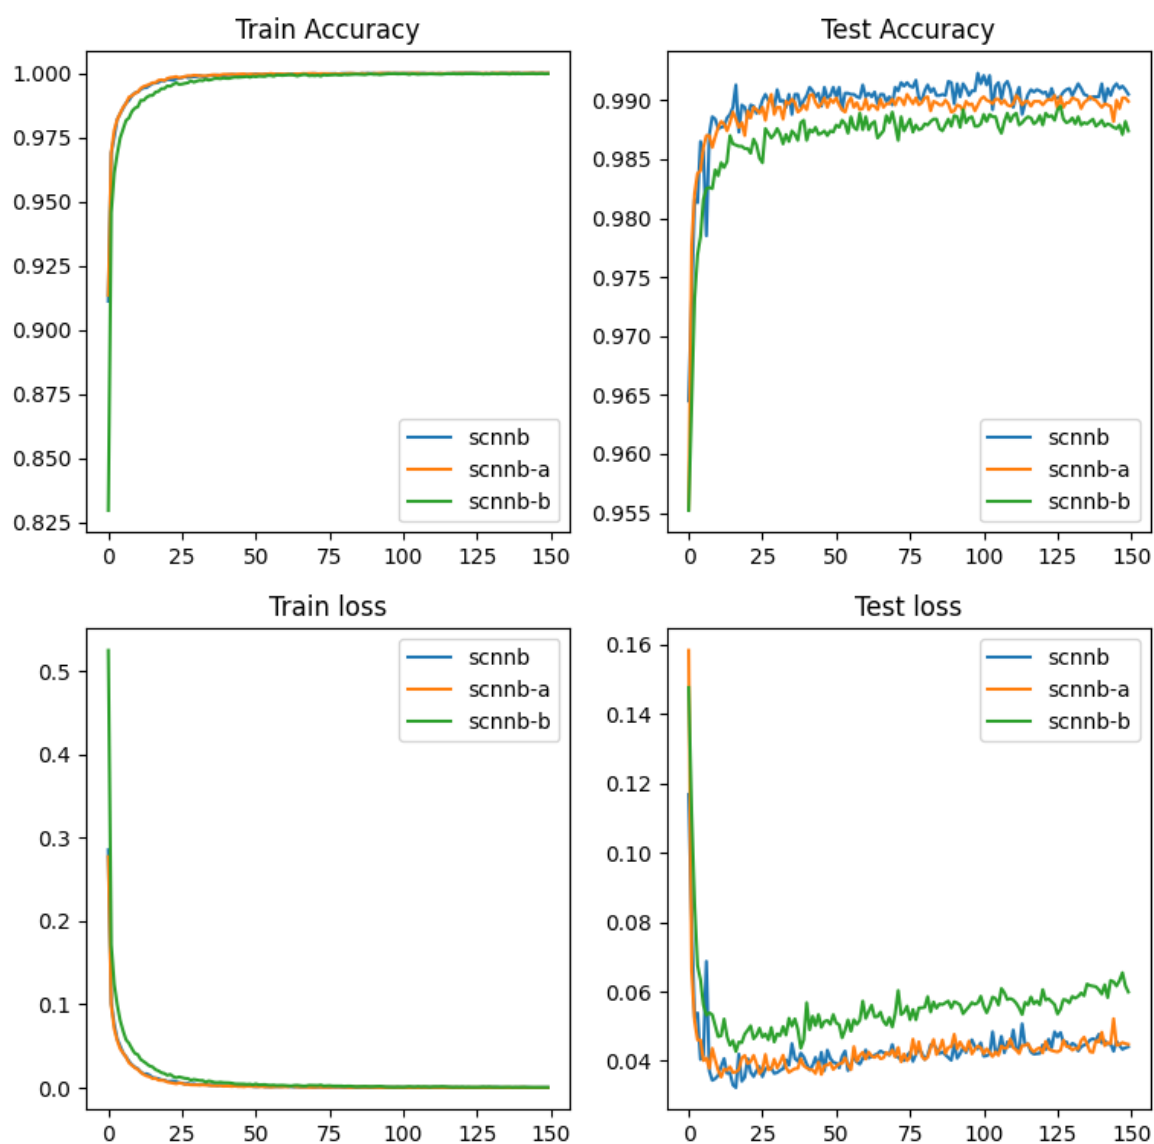 Train Accuracy
1.000
0.975
0.950
0.925
0.900
0.875
0.850
0.825
0 25 50 75 100 125 150
scnnb
scnnb-a
scnnb-b
Test Accuracy
0.990
0.985
0.980
0.975
0.970
0.965
0.960
0.955
0 25 50 75 100 125 150
scnnb
scnnb-a
scnnb-b
Train loss
0.5
0.4
0.3
0.2
0.1
0.0
0 25 50 75 100 125 150
scnnb
scnnb-a
scnnb-b
Test loss
0.16
0.14
0.12
0.10
0.08
0.06
0.04
0 25 50 75 100 125 150
scnnb
scnnb-a
scnnb-b